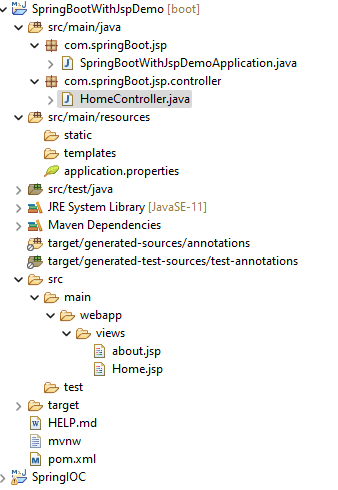 SpringBootWithJspDemo [boot]
src/main/java
com.springBoot.jsp
SpringBootWithJspDemoApplication.java
com.springBoot.jsp.controller
HomeController.java
src/main/resources
static
templates
application.properties
src/test/java
JRE System Library [JavaSE-11]
Maven Dependencies
target/generated-sources/annotations
target/generated-test-sources/test-annotations
src
main
webapp
views
about.jsp
Home.jsp
test
target
HELP.md
mvnw
pom.xml
SpringIOC